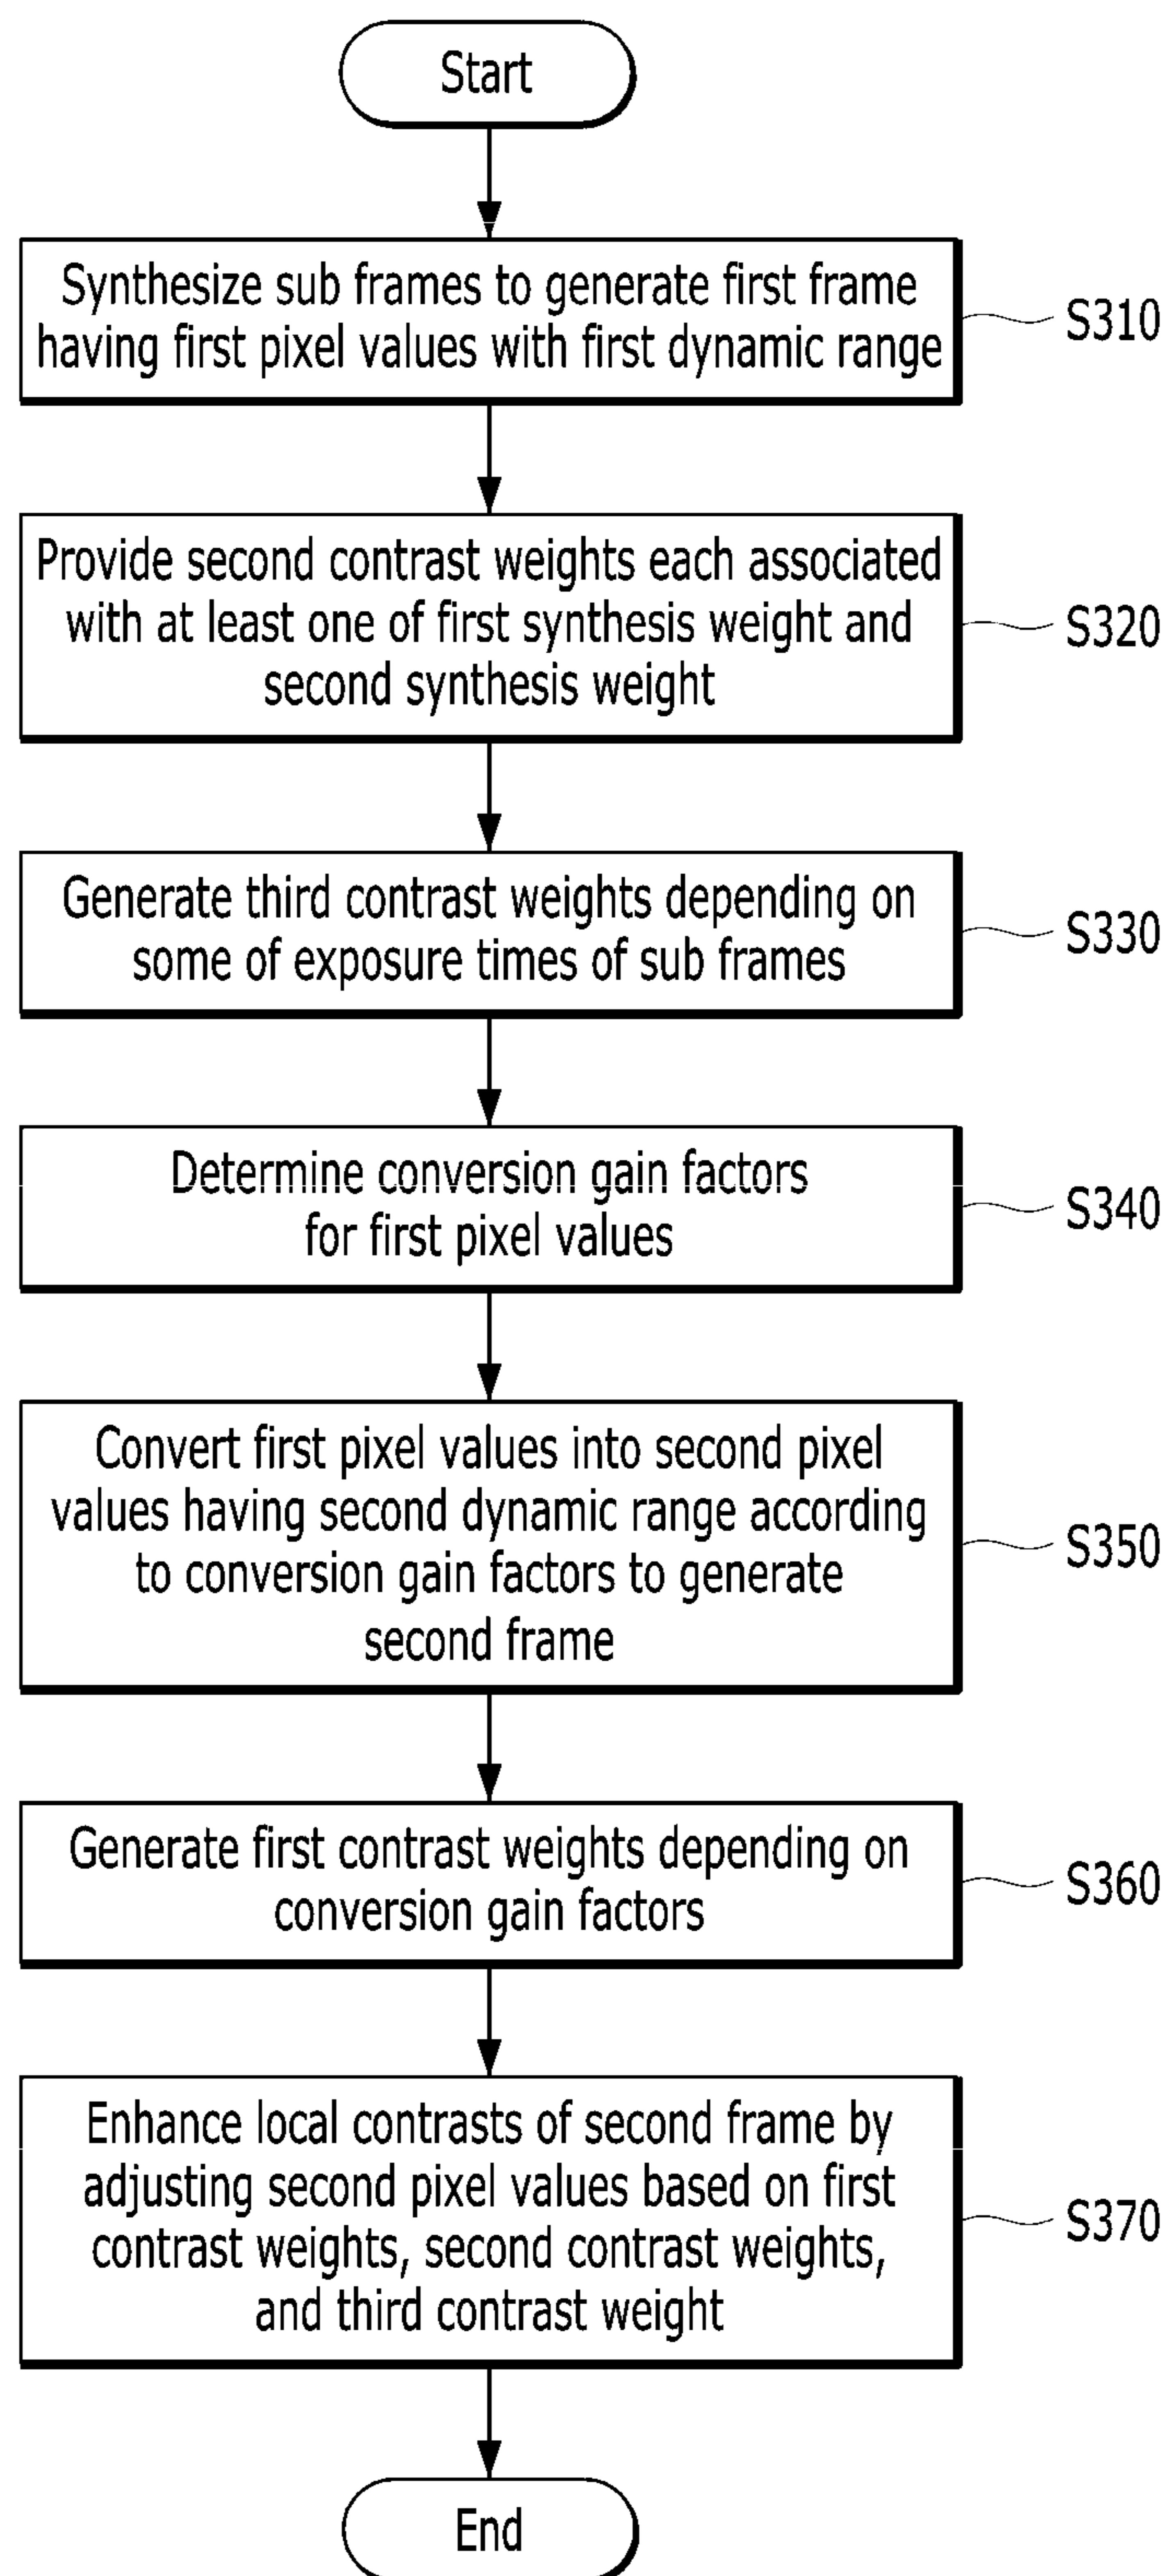 Start
Synthesize sub frames to generate first frame
having first pixel values with first dynamic range
S310
Provide second contrast weights each associated
with at least one of first synthesis weight and
second synthesis weight
S320
Generate third contrast weights depending on
some of exposure times of sub frames
S330
Determine conversion gain factors
for first pixel values
S340
Convert first pixel values into second pixel
values having second dynamic range according
to conversion gain factors to generate
second frame
S350
Generate first contrast weights depending on
conversion gain factors
S360
Enhance local contrasts of second frame by
adjusting second pixel values based on first
contrast weights, second contrast weights,
and third contrast weight
S370
End